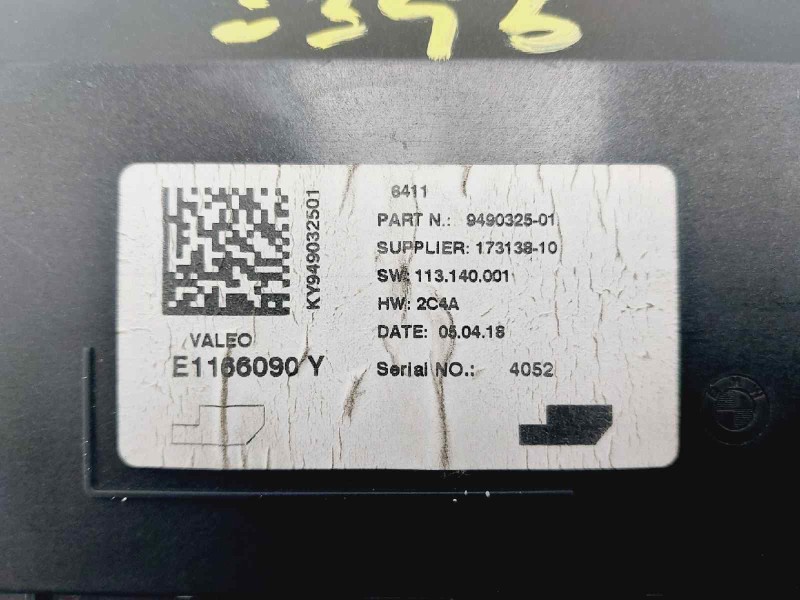 6411
PART N.: 9490325-01
SUPPLIER: 173138-10
SW: 113.140.001
HW: 2C4A
DATE: 05.04.18
Serial NO.: 4052
KY949032501
VALEO
E1166090 Y
BMW